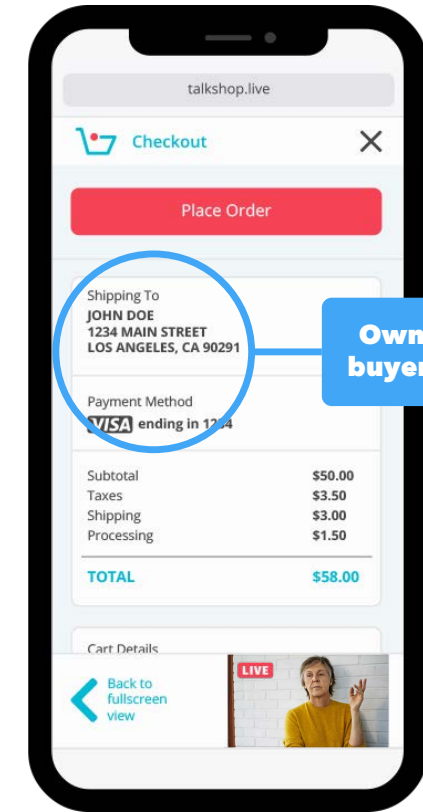 talkshop.live
Checkout
Place Order
Shipping To
JOHN DOE
1234 MAIN STREET
LOS ANGELES, CA 90291
Own
buyer
Payment Method
VISA ending in 1234
Subtotal $50.00
Taxes $3.50
Shipping $3.00
Processing $1.50
TOTAL $58.00
Cart Details
LIVE
Back to
fullscreen
view